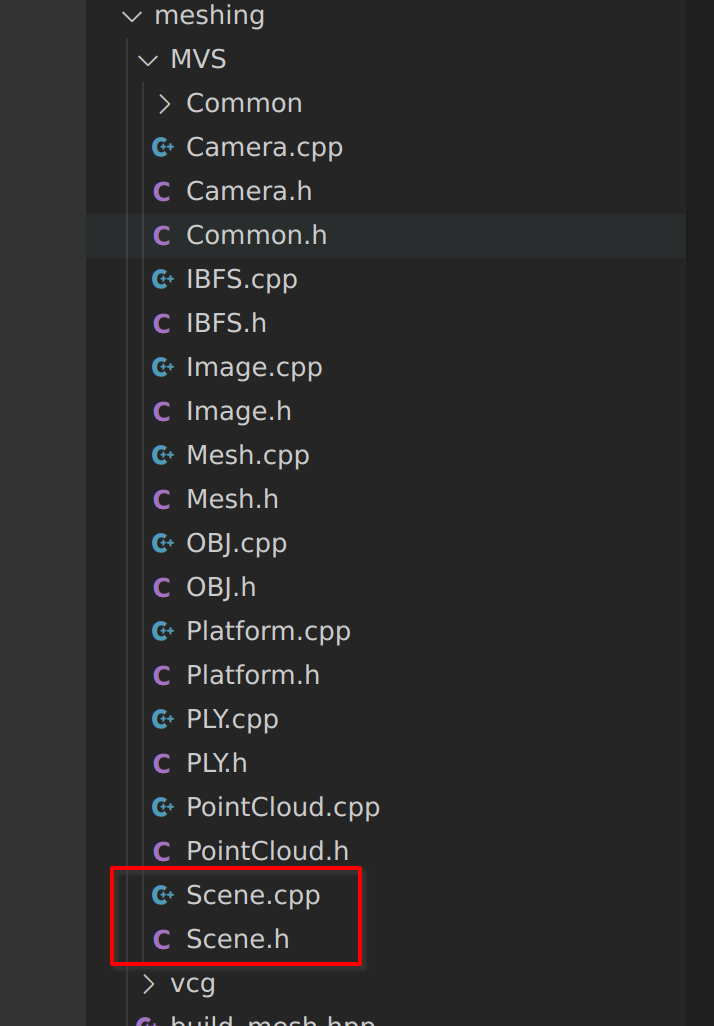 meshing
MVS
Common
Camera.cpp
Camera.h
Common.h
IBFS.cpp
IBFS.h
Image.cpp
Image.h
Mesh.cpp
Mesh.h
OBJ.cpp
OBJ.h
Platform.cpp
Platform.h
PLY.cpp
PLY.h
PointCloud.cpp
PointCloud.h
Scene.cpp
Scene.h
vcg
build_mesh.hpp